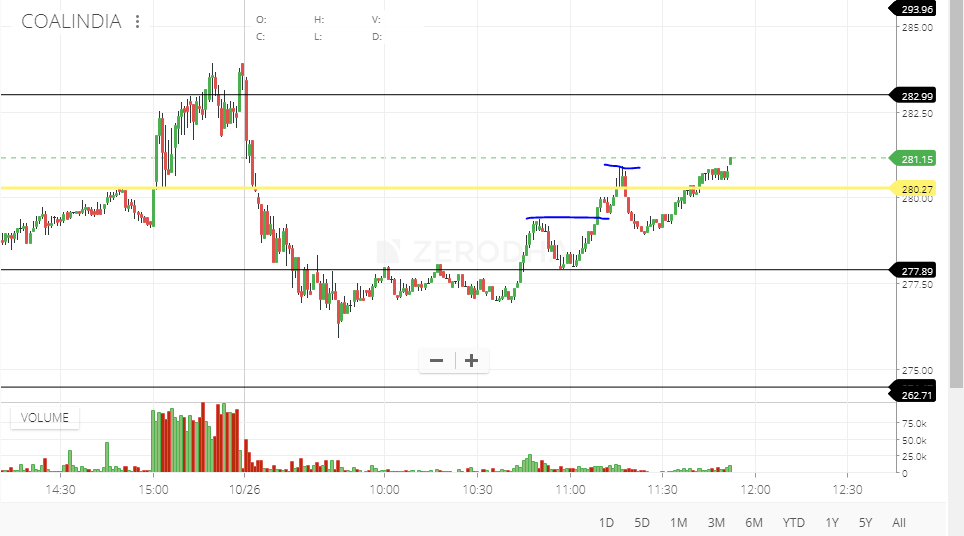 COALINDIA
O: H: V:
C: L: D:
293.96
285.00
282.99
282.50
281.15
280.27
280.00
ZERODHA
277.89
277.50
275.00
262.71
VOLUME
75.0k
50.0k
25.0k
0
14:30 15:00 10/26 10:00 10:30 11:00 11:30 12:00 12:30
1D 5D 1M 3M 6M YTD 1Y 5Y All